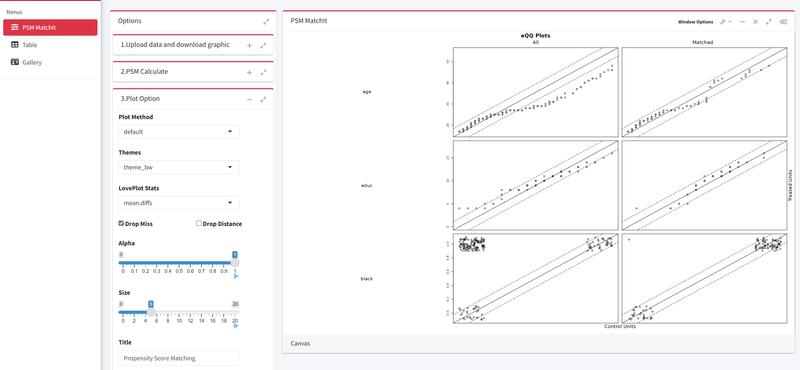 Menus
PSM MatchIt
Table
Gallery
Options
1.Upload data and download graphic
2.PSM Calculate
3.Plot Option
Plot Method
default
Themes
theme_bw
LovePlot Stats
mean.diffs
Drop Miss
Drop Distance
Alpha
0
1
0 0.1 0.2 0.3 0.4 0.5 0.6 0.7 0.8 0.9 1
Size
0
5
20
0 2 4 6 8 10 12 14 16 18 20
Title
Propensity Score Matching
PSM MatchIt
Window Options
eQQ Plots
All
Matched
age
educ
black
Treated Units
Control Units
Canvas